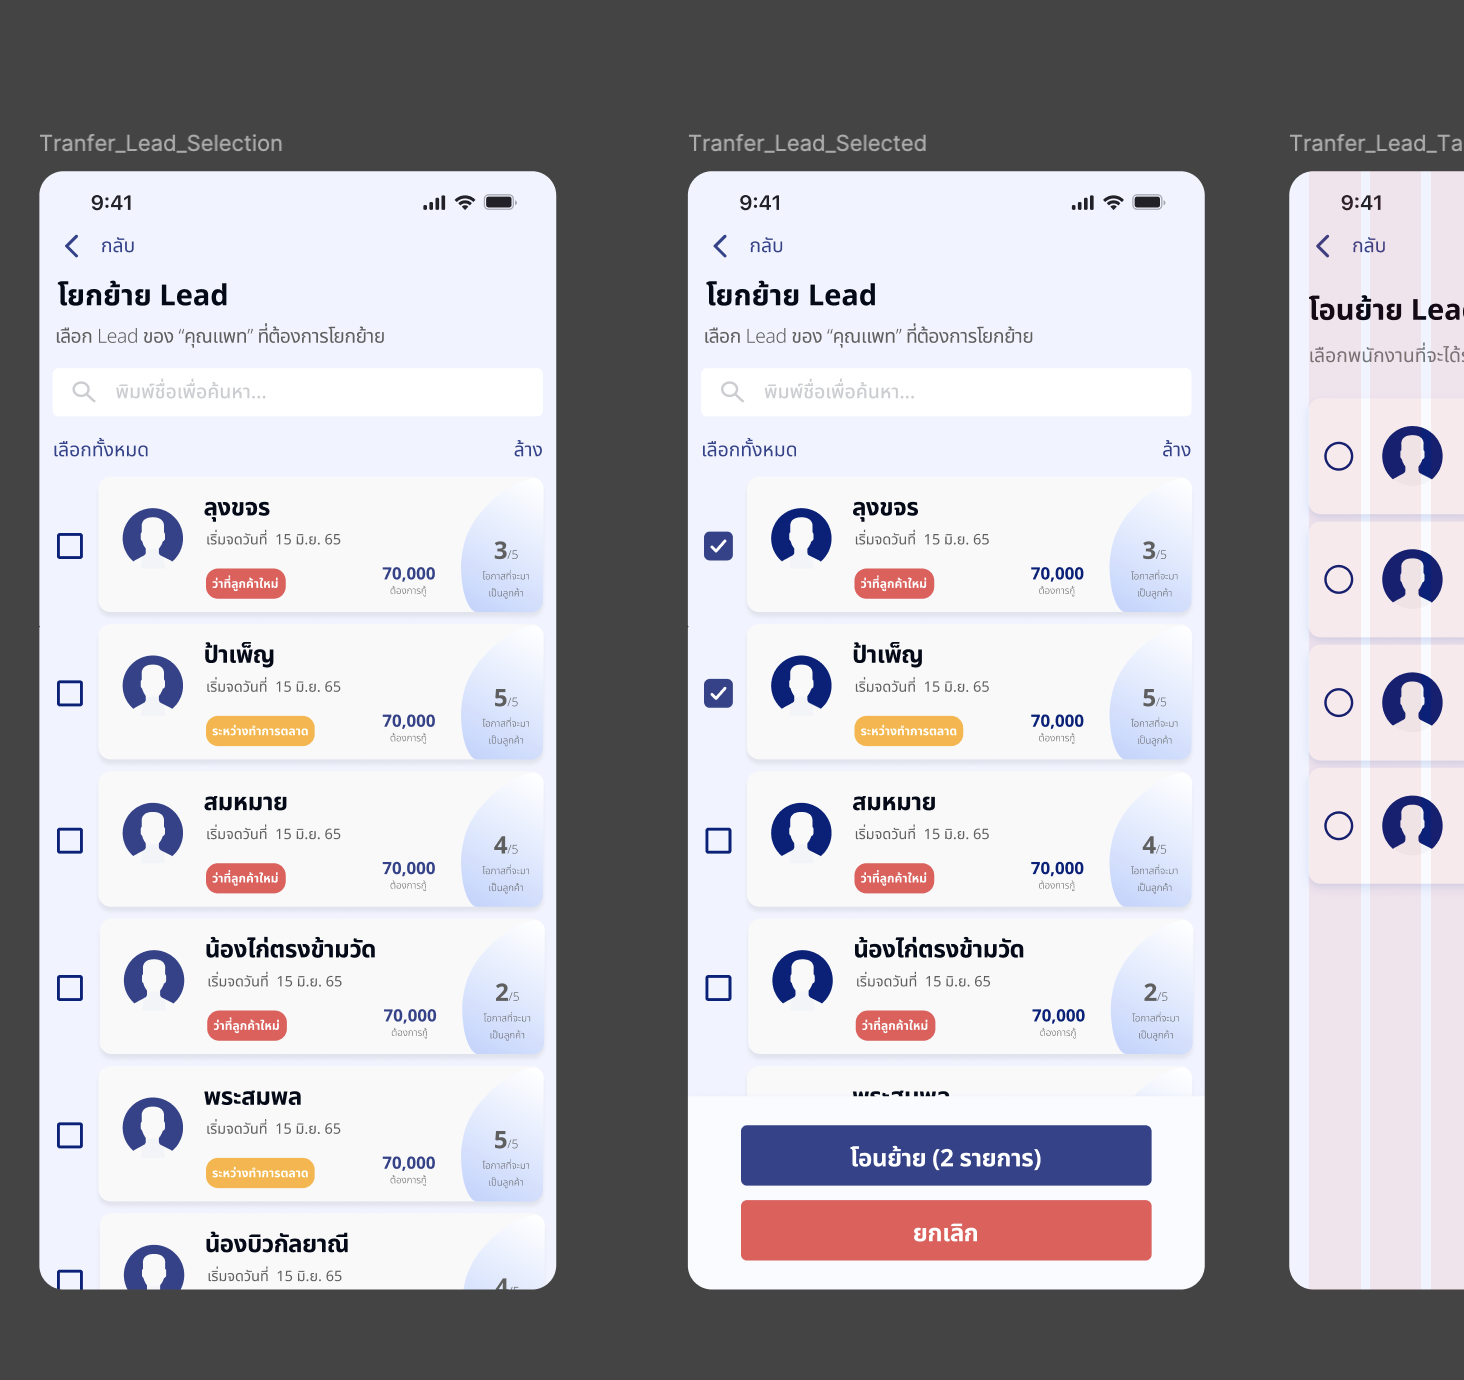 Tranfer_Lead_Selection
9:41
กลับ
โยกย้าย Lead
เลือก Lead ของ “คุณแพท” ที่ต้องการโยกย้าย
พิมพ์ชื่อเพื่อค้นหา...
เลือกทั้งหมด ล้าง
ลุงขจร
เริ่มจดวันที่ 15 มิ.ย. 65
ว่าที่ลูกค้าใหม่
70,000
ต้องการกู้
3/5
โอกาสที่จะมา
เป็นลูกค้า
ป้าเพ็ญ
เริ่มจดวันที่ 15 มิ.ย. 65
ระหว่างทำการตลาด
70,000
ต้องการกู้
5/5
โอกาสที่จะมา
เป็นลูกค้า
สมหมาย
เริ่มจดวันที่ 15 มิ.ย. 65
ว่าที่ลูกค้าใหม่
70,000
ต้องการกู้
4/5
โอกาสที่จะมา
เป็นลูกค้า
น้องไก่ตรงข้ามวัด
เริ่มจดวันที่ 15 มิ.ย. 65
ว่าที่ลูกค้าใหม่
70,000
ต้องการกู้
2/5
โอกาสที่จะมา
เป็นลูกค้า
พระสมพล
เริ่มจดวันที่ 15 มิ.ย. 65
ระหว่างทำการตลาด
70,000
ต้องการกู้
5/5
โอกาสที่จะมา
เป็นลูกค้า
น้องบิวกัลยาณี
เริ่มจดวันที่ 15 มิ.ย. 65
4/5
Tranfer_Lead_Selected
9:41
กลับ
โยกย้าย Lead
เลือก Lead ของ “คุณแพท” ที่ต้องการโยกย้าย
พิมพ์ชื่อเพื่อค้นหา...
เลือกทั้งหมด ล้าง
ลุงขจร
เริ่มจดวันที่ 15 มิ.ย. 65
ว่าที่ลูกค้าใหม่
70,000
ต้องการกู้
3/5
โอกาสที่จะมา
เป็นลูกค้า
ป้าเพ็ญ
เริ่มจดวันที่ 15 มิ.ย. 65
ระหว่างทำการตลาด
70,000
ต้องการกู้
5/5
โอกาสที่จะมา
เป็นลูกค้า
สมหมาย
เริ่มจดวันที่ 15 มิ.ย. 65
ว่าที่ลูกค้าใหม่
70,000
ต้องการกู้
4/5
โอกาสที่จะมา
เป็นลูกค้า
น้องไก่ตรงข้ามวัด
เริ่มจดวันที่ 15 มิ.ย. 65
ว่าที่ลูกค้าใหม่
70,000
ต้องการกู้
2/5
โอกาสที่จะมา
เป็นลูกค้า
พระสมพล
โอนย้าย (2 รายการ)
ยกเลิก
Tranfer_Lead_Ta
9:41
กลับ
โอนย้าย Lea
เลือกพนักงานที่จะได้